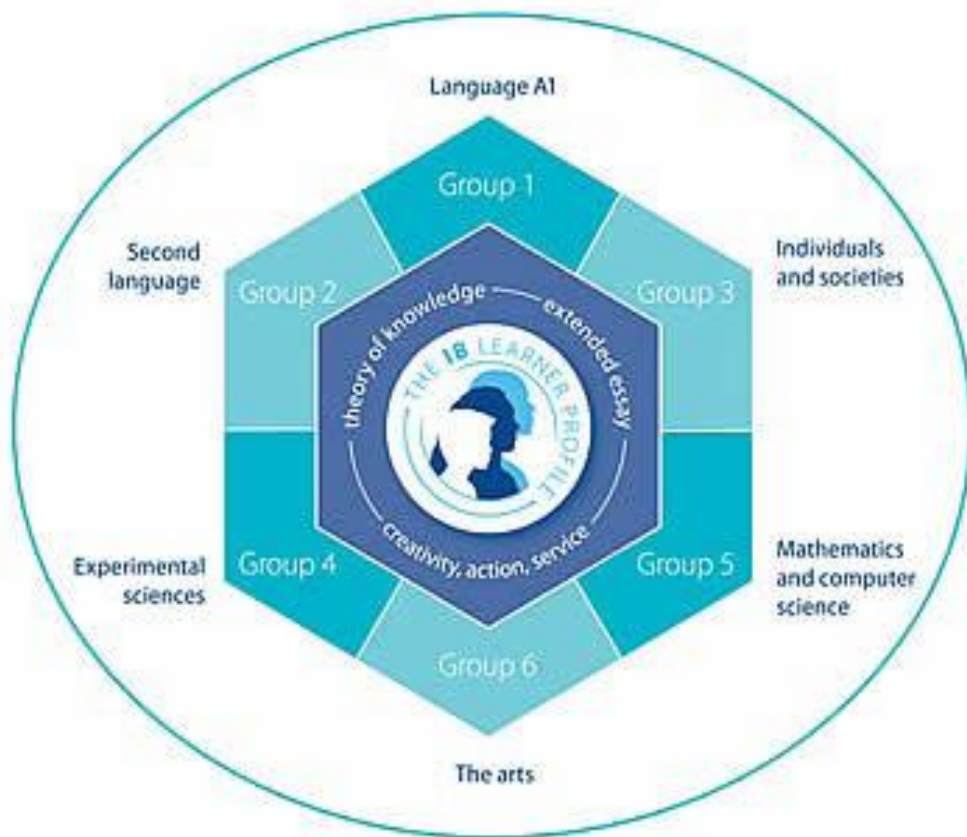 Language A1
Group 1
Second
language
Group 2
Individuals
and societies
Group 3
theory of knowledge
extended essay
THE IB LEARNER PROFILE
creativity, action, service
Experimental
sciences
Group 4
Mathematics
and computer
science
Group 5
Group 6
The arts